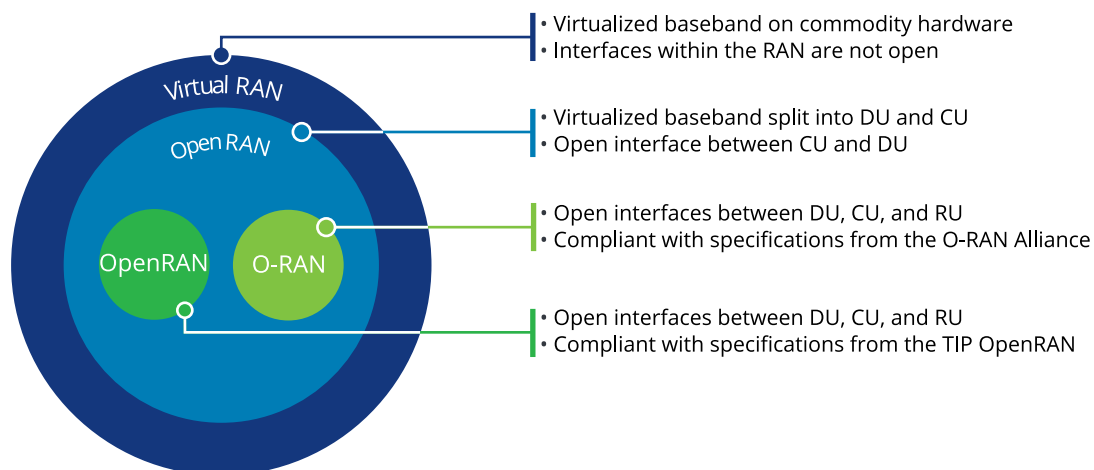 • Virtualized baseband on commodity hardware
• Interfaces within the RAN are not open
Virtual RAN
• Virtualized baseband split into DU and CU
• Open interface between CU and DU
Open RAN
• Open interfaces between DU, CU, and RU
• Compliant with specifications from the O-RAN Alliance
OpenRAN
O-RAN
• Open interfaces between DU, CU, and RU
• Compliant with specifications from the TIP OpenRAN